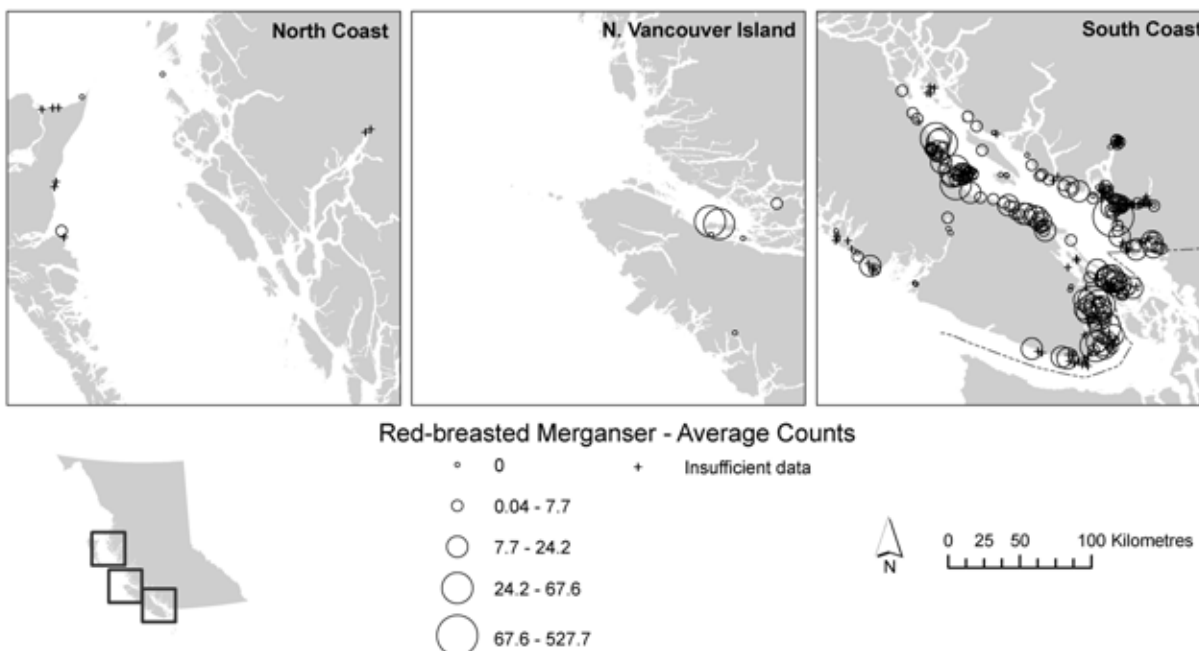 North Coast
N. Vancouver Island
South Coast
Red-breasted Merganser - Average Counts
0
+ Insufficient data
0.04 - 7.7
7.7 - 24.2
24.2 - 67.6
67.6 - 527.7
N
0 25 50 100 Kilometres